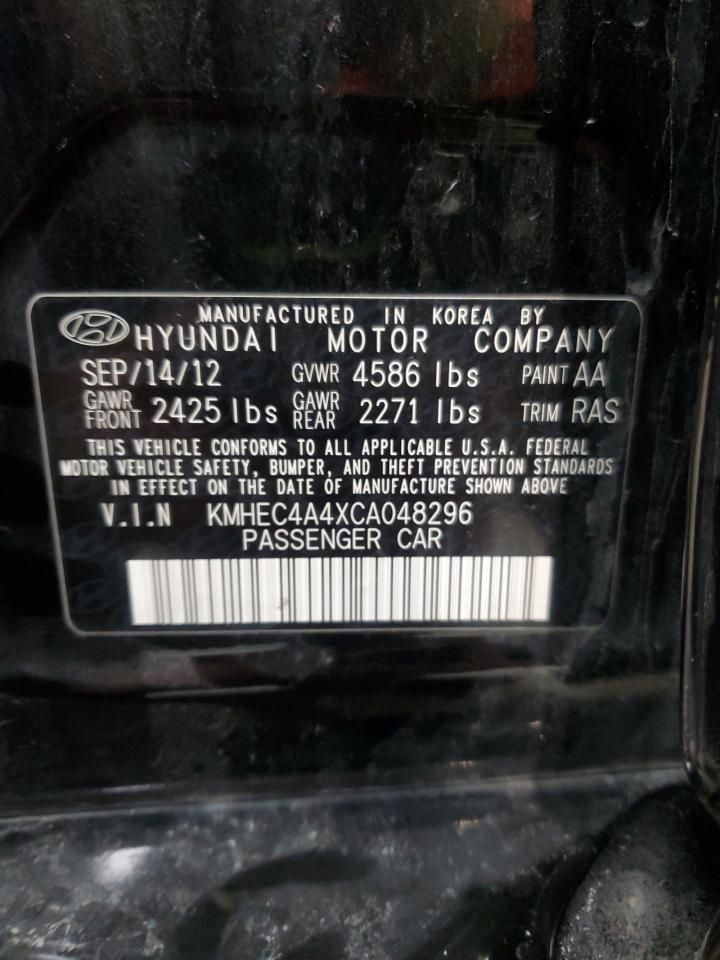 MANUFACTURED IN KOREA BY
HYUNDAI MOTOR COMPANY
SEP/14/12 GVWR 4586 lbs PAINT AA
GAWR FRONT 2425 lbs GAWR REAR 2271 lbs TRIM RAS
THIS VEHICLE CONFORMS TO ALL APPLICABLE U.S.A. FEDERAL
MOTOR VEHICLE SAFETY, BUMPER, AND THEFT PREVENTION STANDARDS
IN EFFECT ON THE DATE OF MANUFACTURE SHOWN ABOVE
V.I.N KMHEC4A4XCA048296
PASSENGER CAR